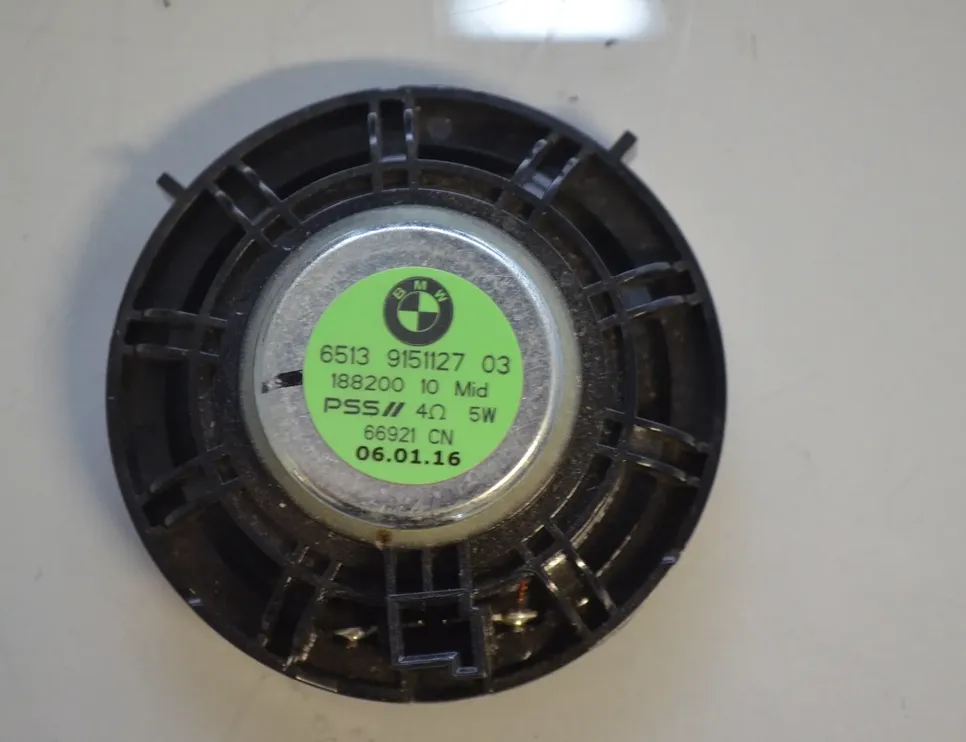 BMW
6513 9151127 03
188200 10 Mid
PSS// 4Ω 5W
66921 CN
06.01.16